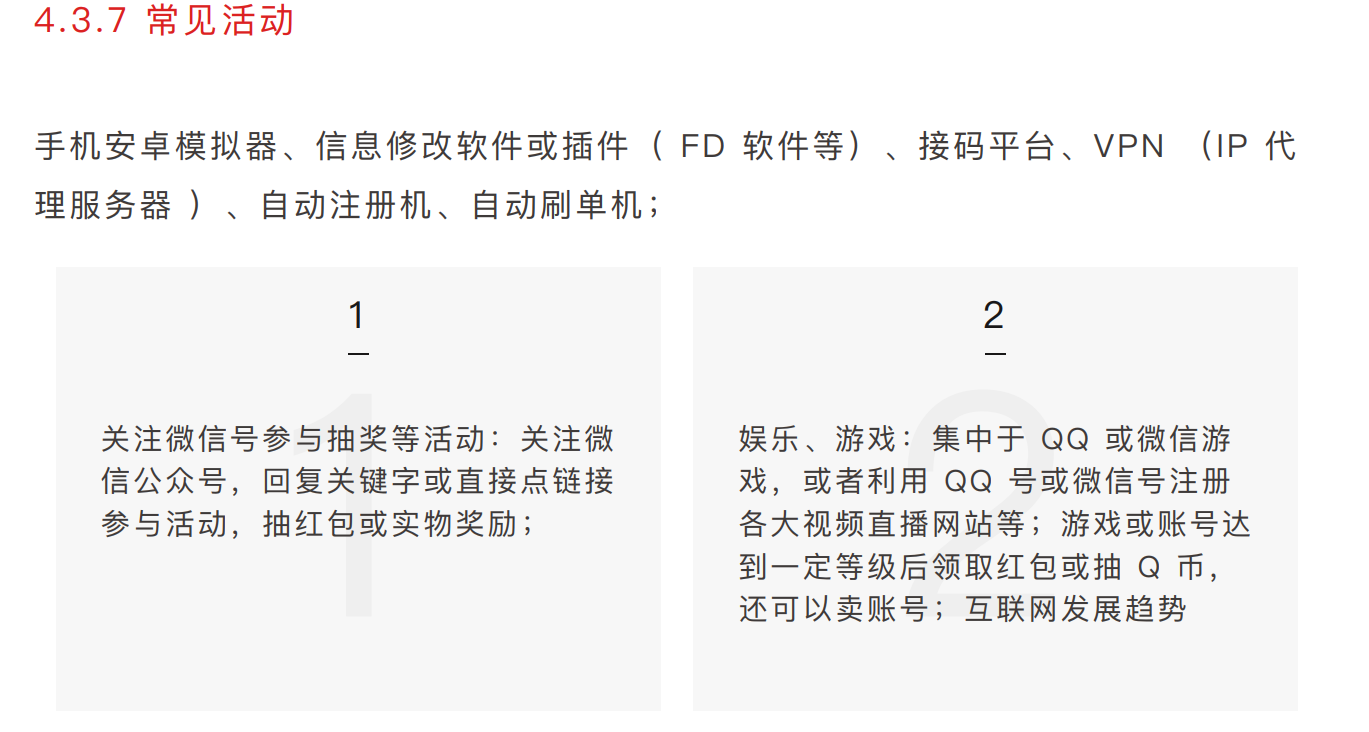 4.3.7 常见活动
手机安卓模拟器、信息修改软件或插件（ FD 软件等）、接码平台、VPN （IP 代
理服务器 ）、自动注册机、自动刷单机；
1
1
关注微信号参与抽奖等活动：关注微
信公众号，回复关键字或直接点链接
参与活动，抽红包或实物奖励；
2
2
娱乐、游戏：集中于 QQ 或微信游
戏，或者利用 QQ 号或微信号注册
各大视频直播网站等；游戏或账号达
到一定等级后领取红包或抽 Q 币，
还可以卖账号；互联网发展趋势